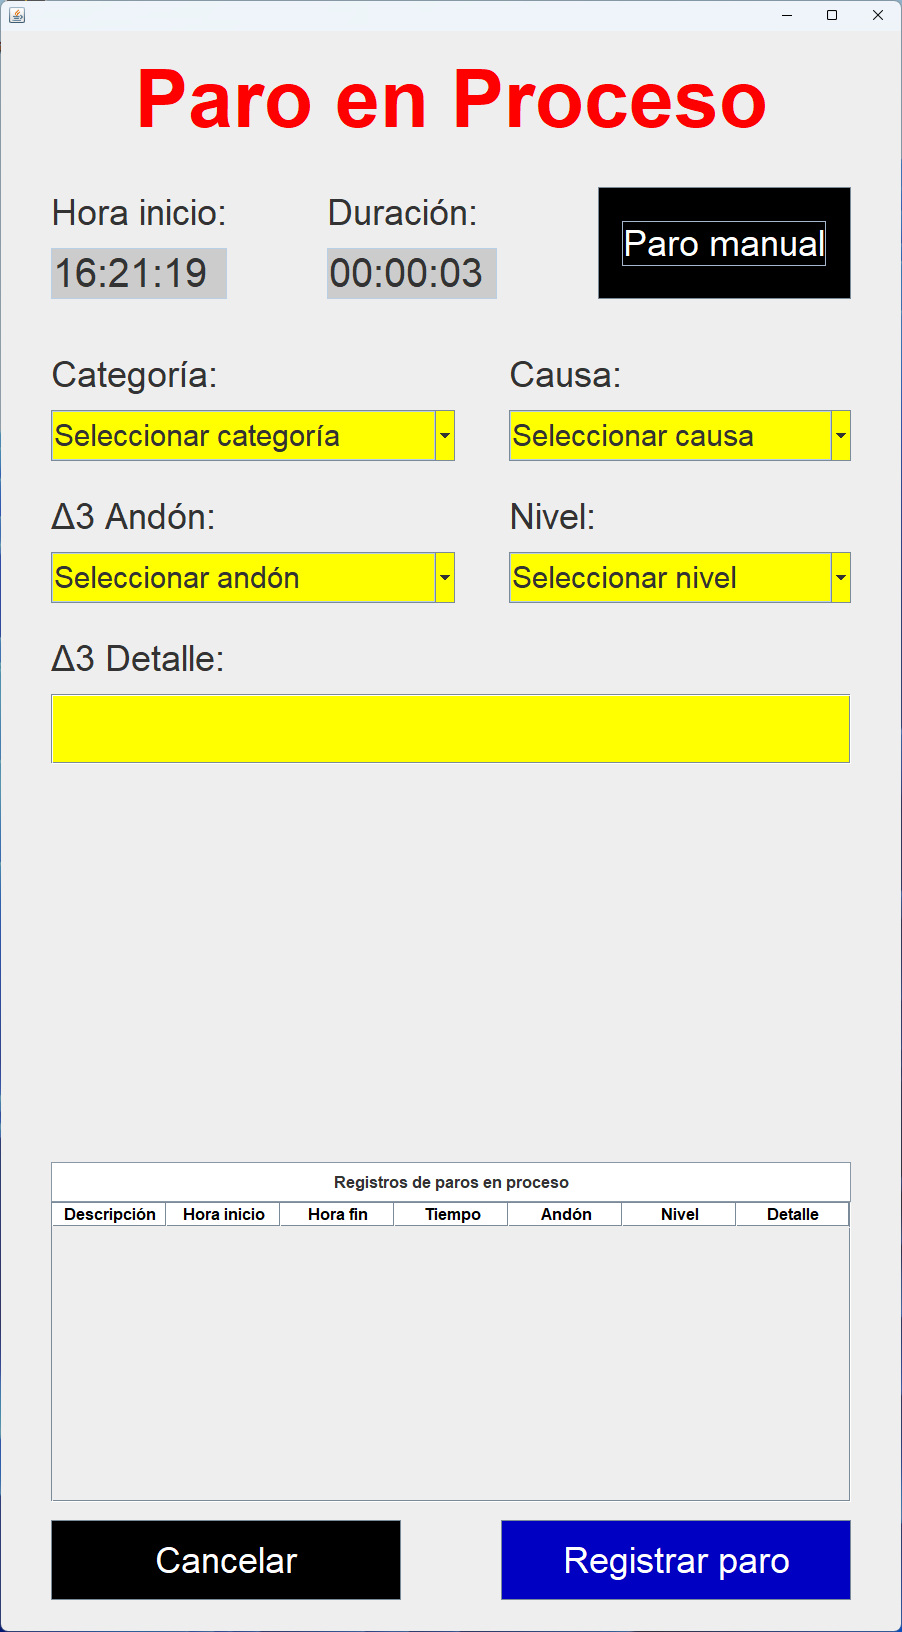 Paro en Proceso
Hora inicio:
Duración:
16:21:19
00:00:03
Paro manual
Categoría:
Causa:
Seleccionar categoría
Seleccionar causa
Δ3 Andón:
Nivel:
Seleccionar andón
Seleccionar nivel
Δ3 Detalle:
Registros de paros en proceso
Descripción Hora inicio Hora fin Tiempo Andón Nivel Detalle
Cancelar
Registrar paro